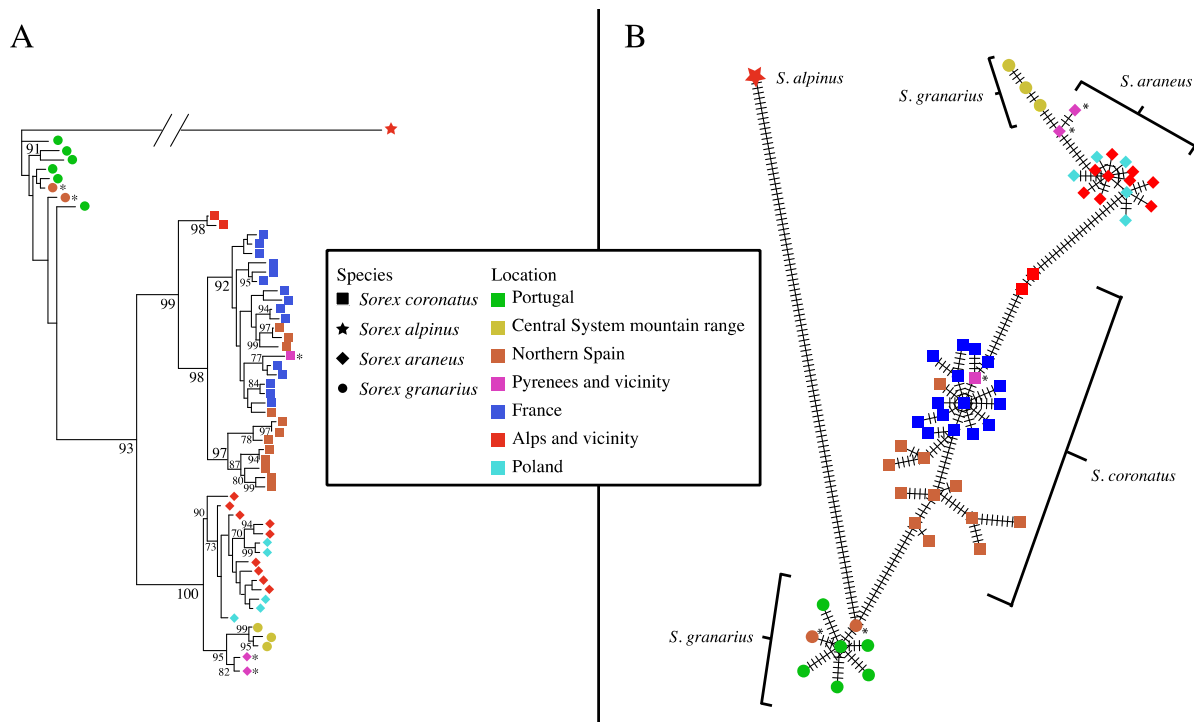 A
B
S. alpinus
S. granarius
S. araneus
91
*
*
98
92
95
99
94
97
99
77
*
98
84
93
97
78
97
94
87
80
99
90
94
70
73
99
100
99
95
95
82
*
*
Species
Sorex coronatus
Sorex alpinus
Sorex araneus
Sorex granarius
Location
Portugal
Central System mountain range
Northern Spain
Pyrenees and vicinity
France
Alps and vicinity
Poland
*
*
*
S. coronatus
S. granarius
*
*